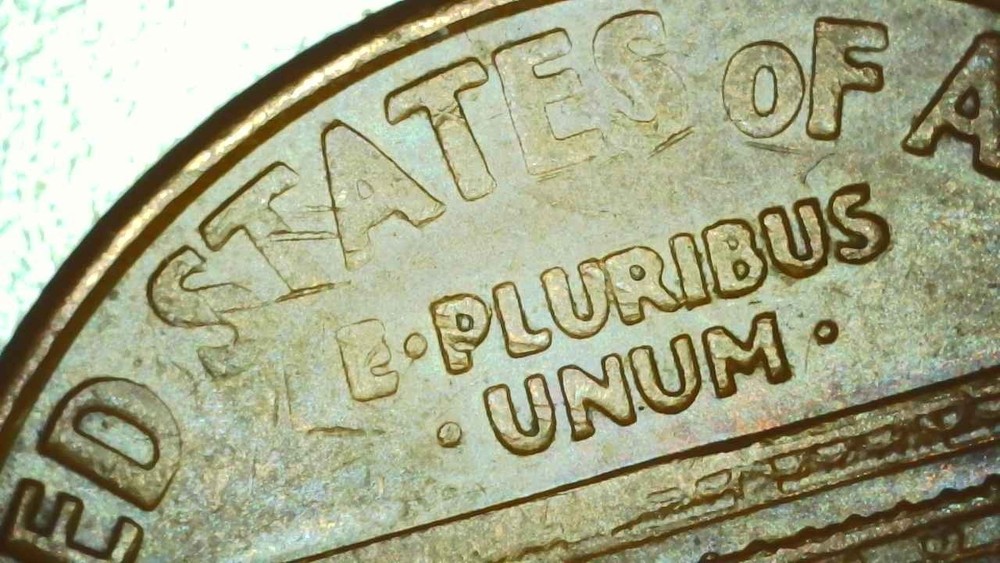 ED STATES OF A
E·PLURIBUS
·UNUM·